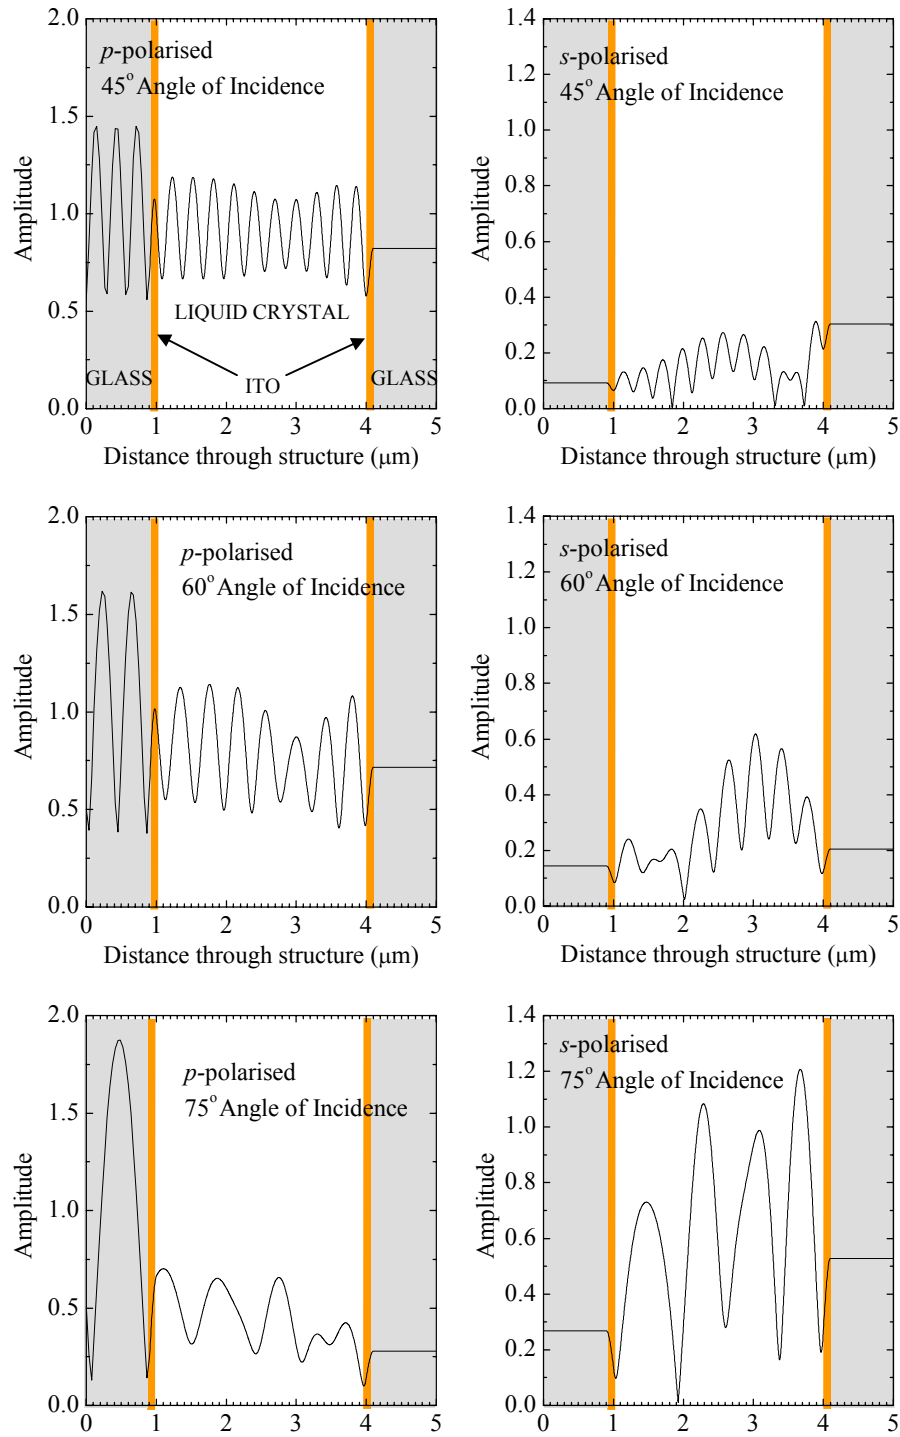 2.0
1.5
1.0
0.5
0.0
Amplitude
p-polarised
45° Angle of Incidence
LIQUID CRYSTAL
GLASS
ITO
GLASS
0 1 2 3 4 5
Distance through structure (μm)
1.4
1.2
1.0
0.8
0.6
0.4
0.2
0.0
Amplitude
s-polarised
45° Angle of Incidence
0 1 2 3 4 5
Distance through structure (μm)
2.0
1.5
1.0
0.5
0.0
Amplitude
p-polarised
60° Angle of Incidence
0 1 2 3 4 5
Distance through structure (μm)
1.4
1.2
1.0
0.8
0.6
0.4
0.2
0.0
Amplitude
s-polarised
60° Angle of Incidence
0 1 2 3 4 5
Distance through structure (μm)
2.0
1.5
1.0
0.5
0.0
Amplitude
p-polarised
75° Angle of Incidence
0 1 2 3 4 5
1.4
1.2
1.0
0.8
0.6
0.4
0.2
0.0
Amplitude
s-polarised
75° Angle of Incidence
0 1 2 3 4 5